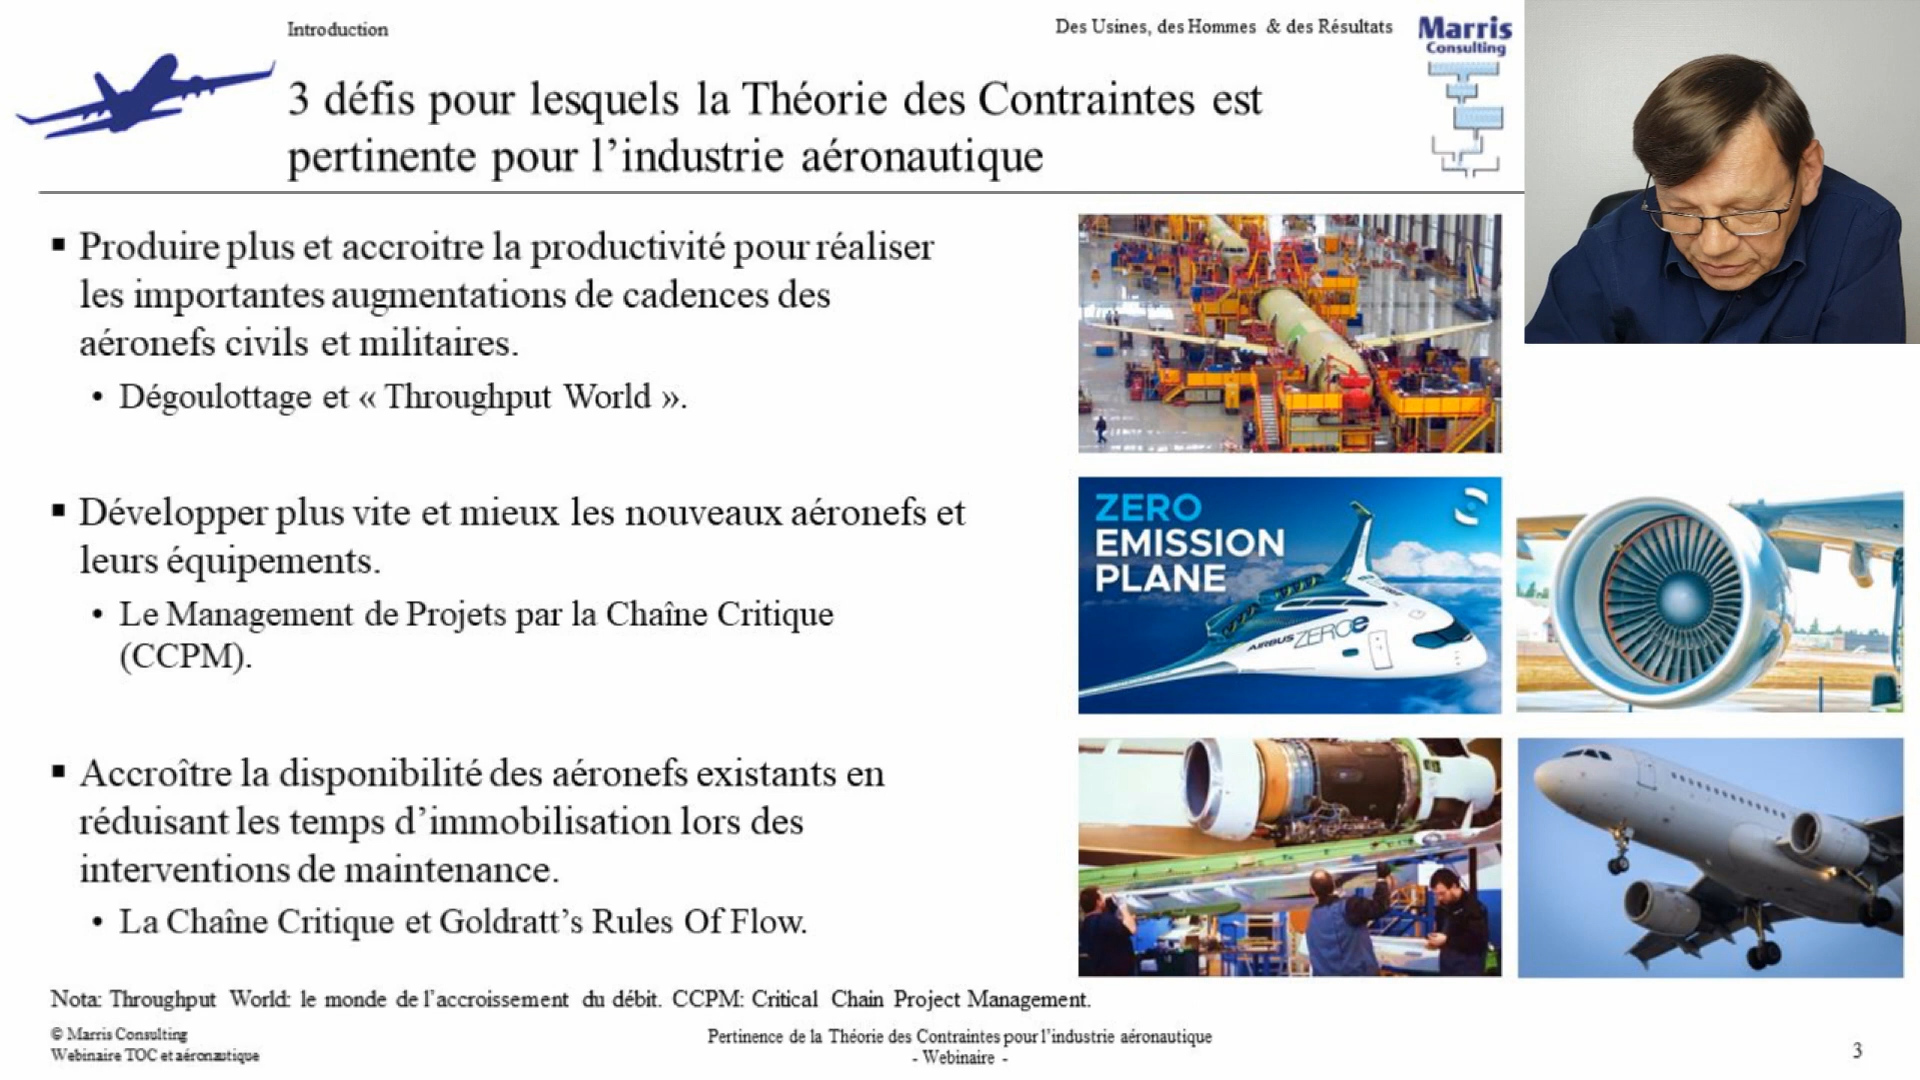 Introduction
Des Usines, des Hommes & des Résultats
Marris
Consulting
3 défis pour lesquels la Théorie des Contraintes est
pertinente pour l’industrie aéronautique
▪ Produire plus et accroitre la productivité pour réaliser
les importantes augmentations de cadences des
aéronefs civils et militaires.
• Dégoulottage et « Throughput World ».
▪ Développer plus vite et mieux les nouveaux aéronefs et
leurs équipements.
• Le Management de Projets par la Chaîne Critique
(CCPM).
ZERO
EMISSION
PLANE
AIRBUS ZEROe
▪ Accroître la disponibilité des aéronefs existants en
réduisant les temps d’immobilisation lors des
interventions de maintenance.
• La Chaîne Critique et Goldratt’s Rules Of Flow.
Nota: Throughput World: le monde de l’accroissement du débit. CCPM: Critical Chain Project Management.
© Marris Consulting
Webinaire TOC et aéronautique
Pertinence de la Théorie des Contraintes pour l’industrie aéronautique
- Webinaire -
3